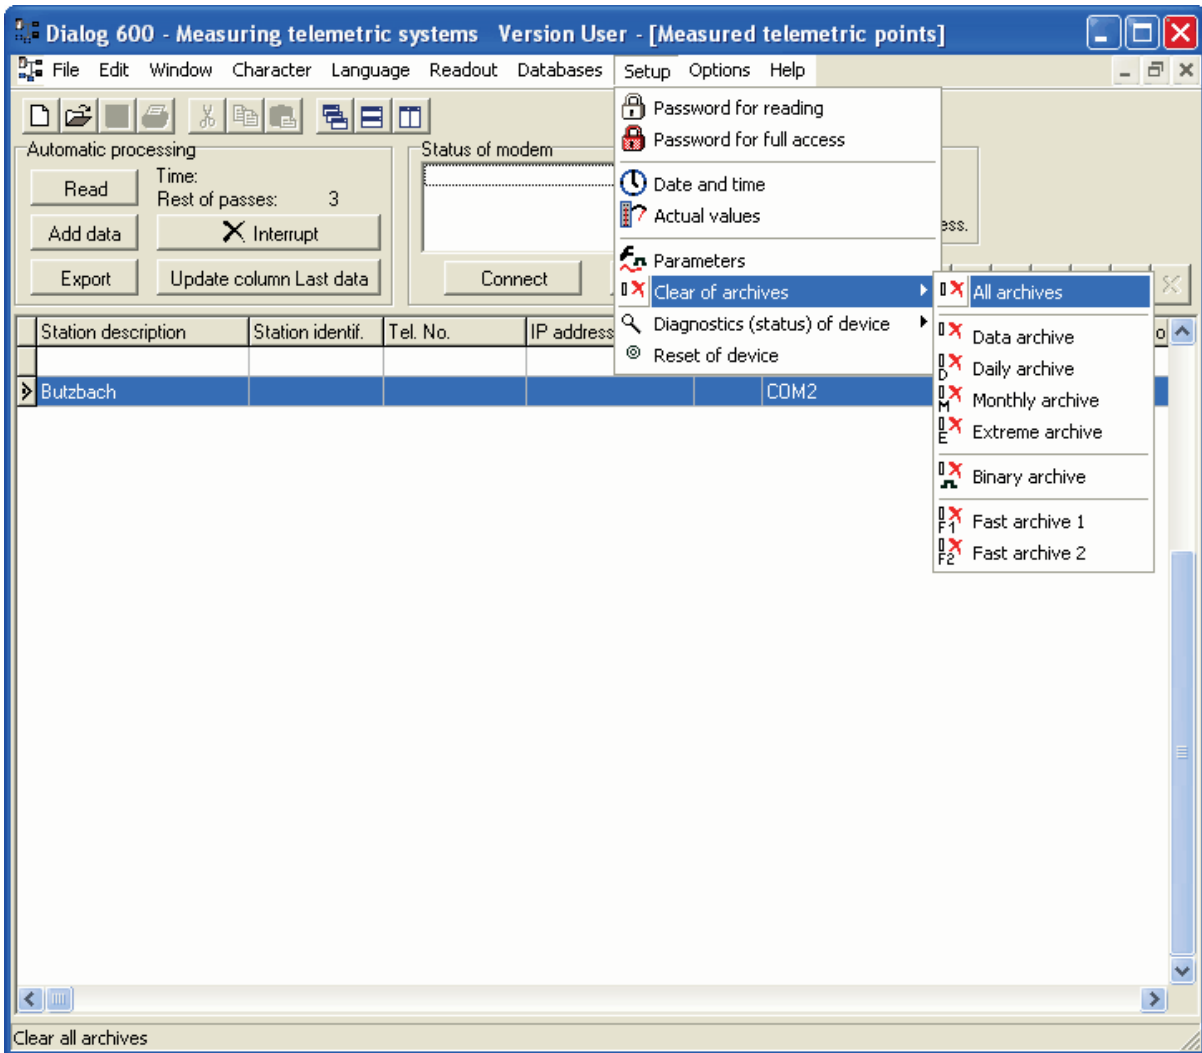 Dialog 600 - Measuring telemetric systems Version User - [Measured telemetric points]
File Edit Window Character Language Readout Databases Setup Options Help
Automatic processing
Read
Time:
Rest of passes: 3
Add data
Interrupt
Export
Update column Last data
Status of modem
Connect
Password for reading
Password for full access
Date and time
Actual values
Parameters
Clear of archives
Diagnostics (status) of device
Reset of device
All archives
Data archive
D Daily archive
M Monthly archive
E Extreme archive
Binary archive
F1 Fast archive 1
F2 Fast archive 2
Station description Station identif. Tel. No. IP address
Butzbach COM2
Clear all archives